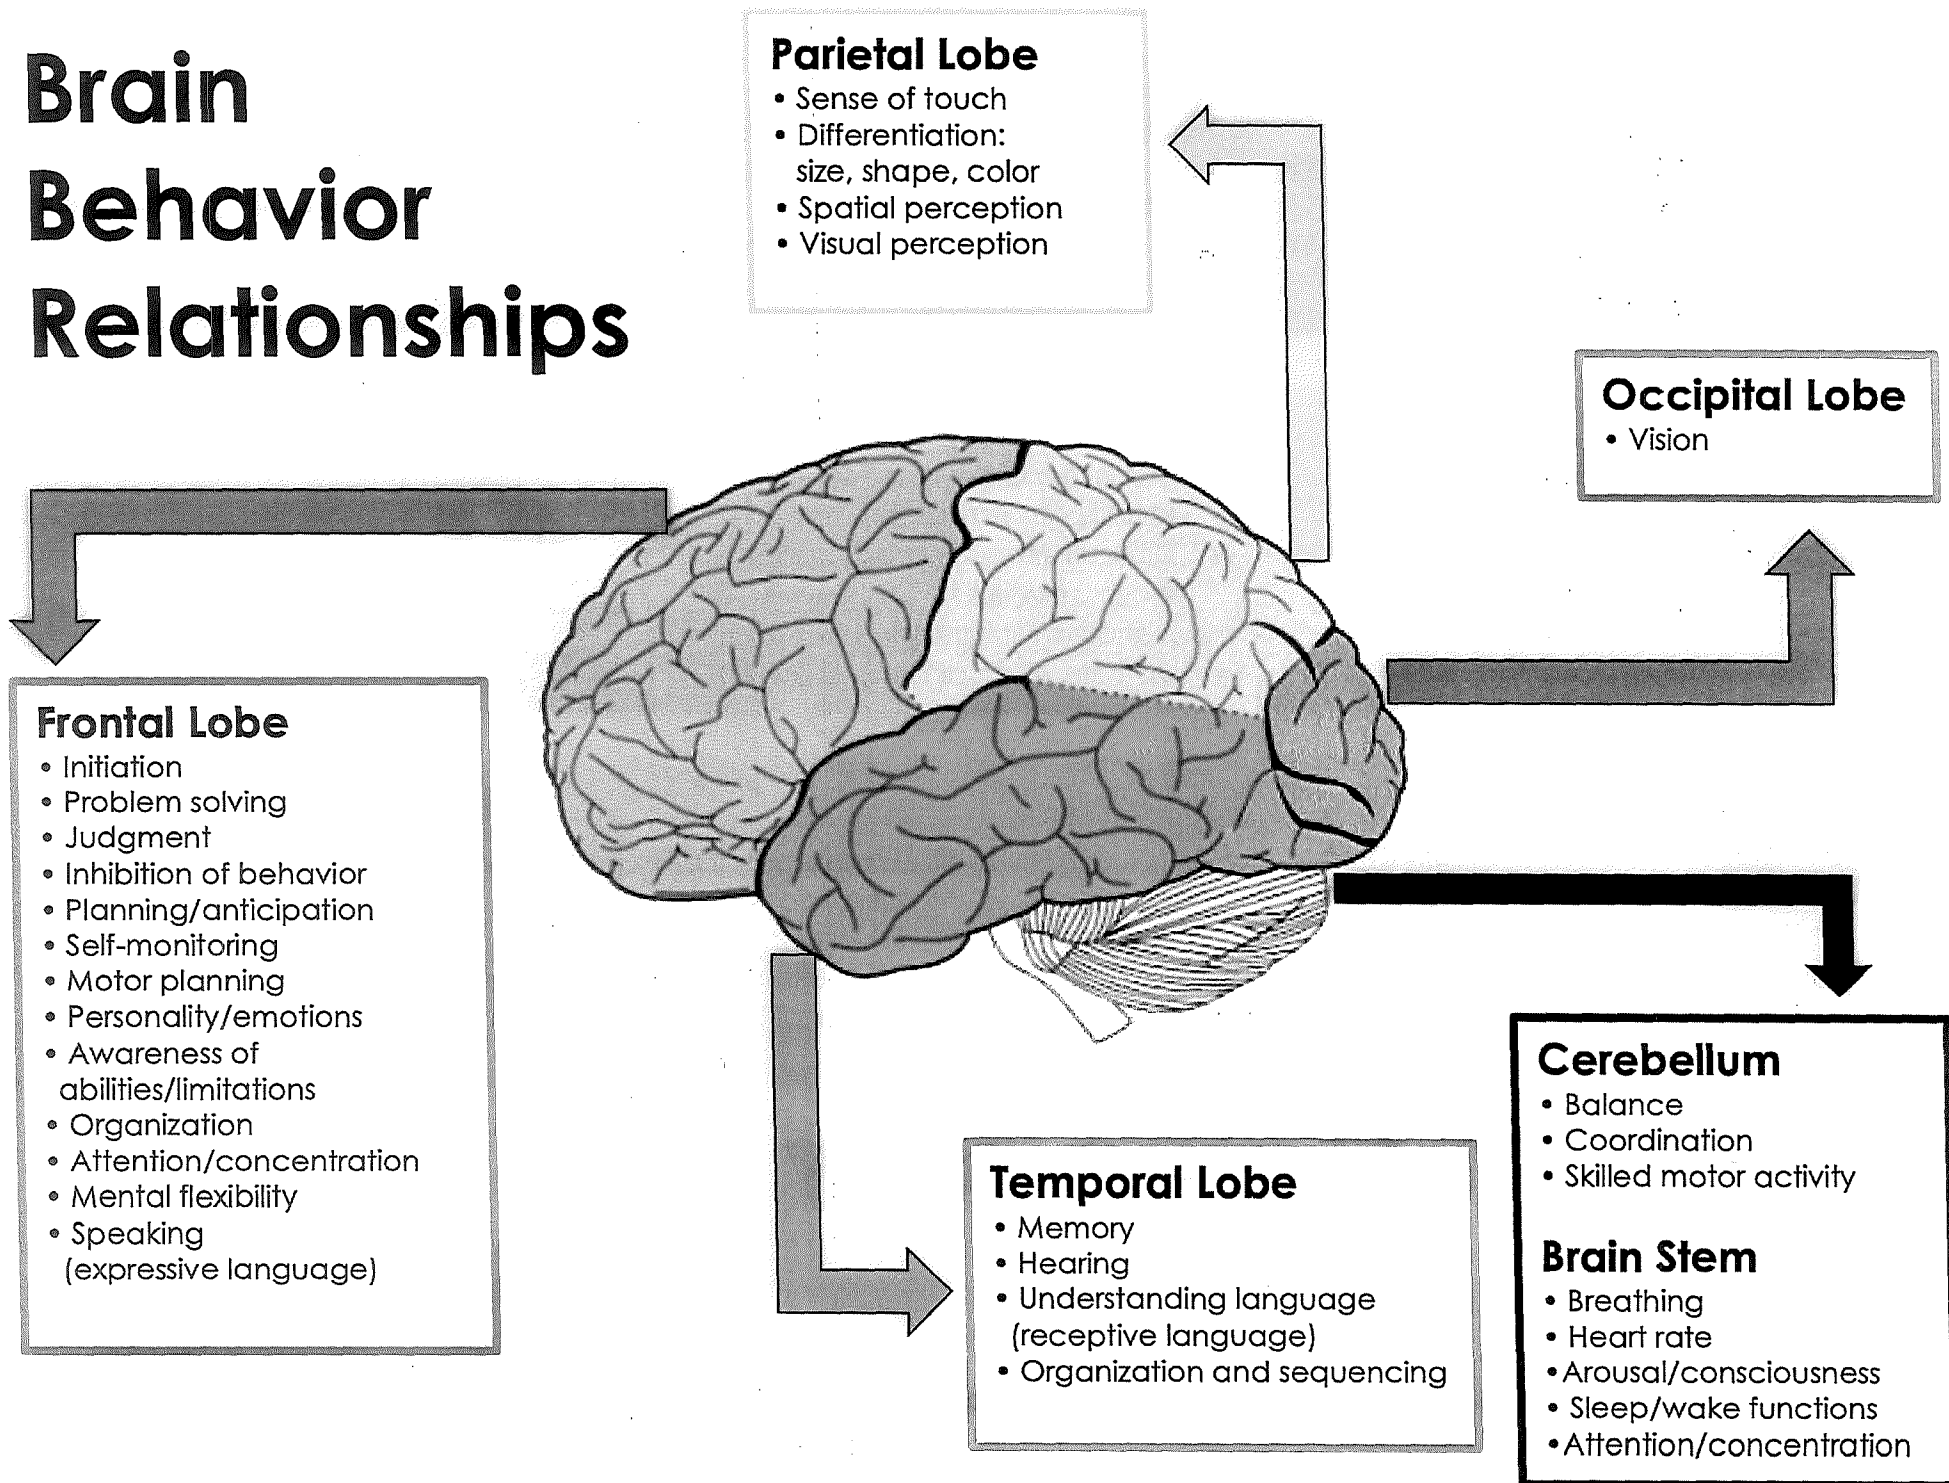 Brain
Behavior
Relationships
Parietal Lobe
• Sense of touch
• Differentiation:
size, shape, color
• Spatial perception
• Visual perception
Occipital Lobe
• Vision
Frontal Lobe
• Initiation
• Problem solving
• Judgment
• Inhibition of behavior
• Planning/anticipation
• Self-monitoring
• Motor planning
• Personality/emotions
• Awareness of
abilities/limitations
• Organization
• Attention/concentration
• Mental flexibility
• Speaking
(expressive language)
Temporal Lobe
• Memory
• Hearing
• Understanding language
(receptive language)
• Organization and sequencing
Cerebellum
• Balance
• Coordination
• Skilled motor activity
Brain Stem
• Breathing
• Heart rate
• Arousal/consciousness
• Sleep/wake functions
• Attention/concentration